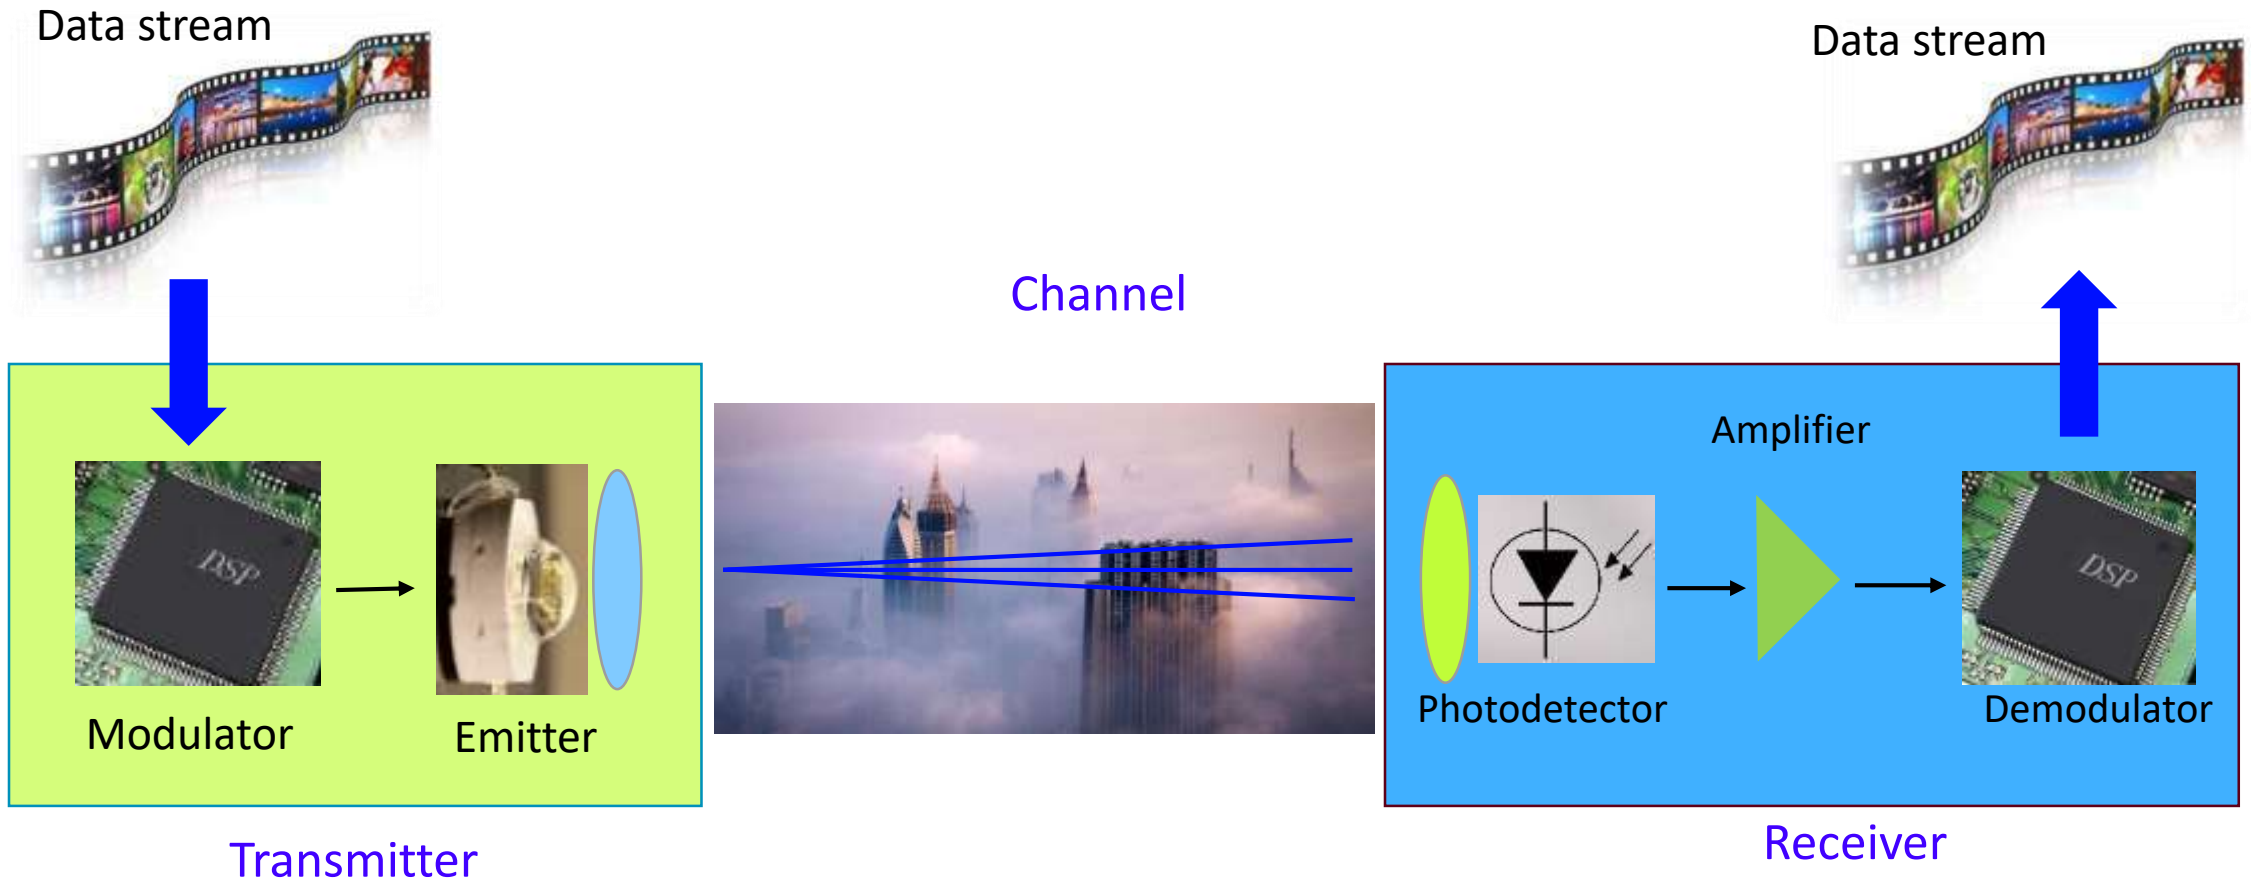 Data stream
Data stream
Channel
Amplifier
DSP
DSP
Photodetector
Demodulator
Modulator
Emitter
Transmitter
Receiver